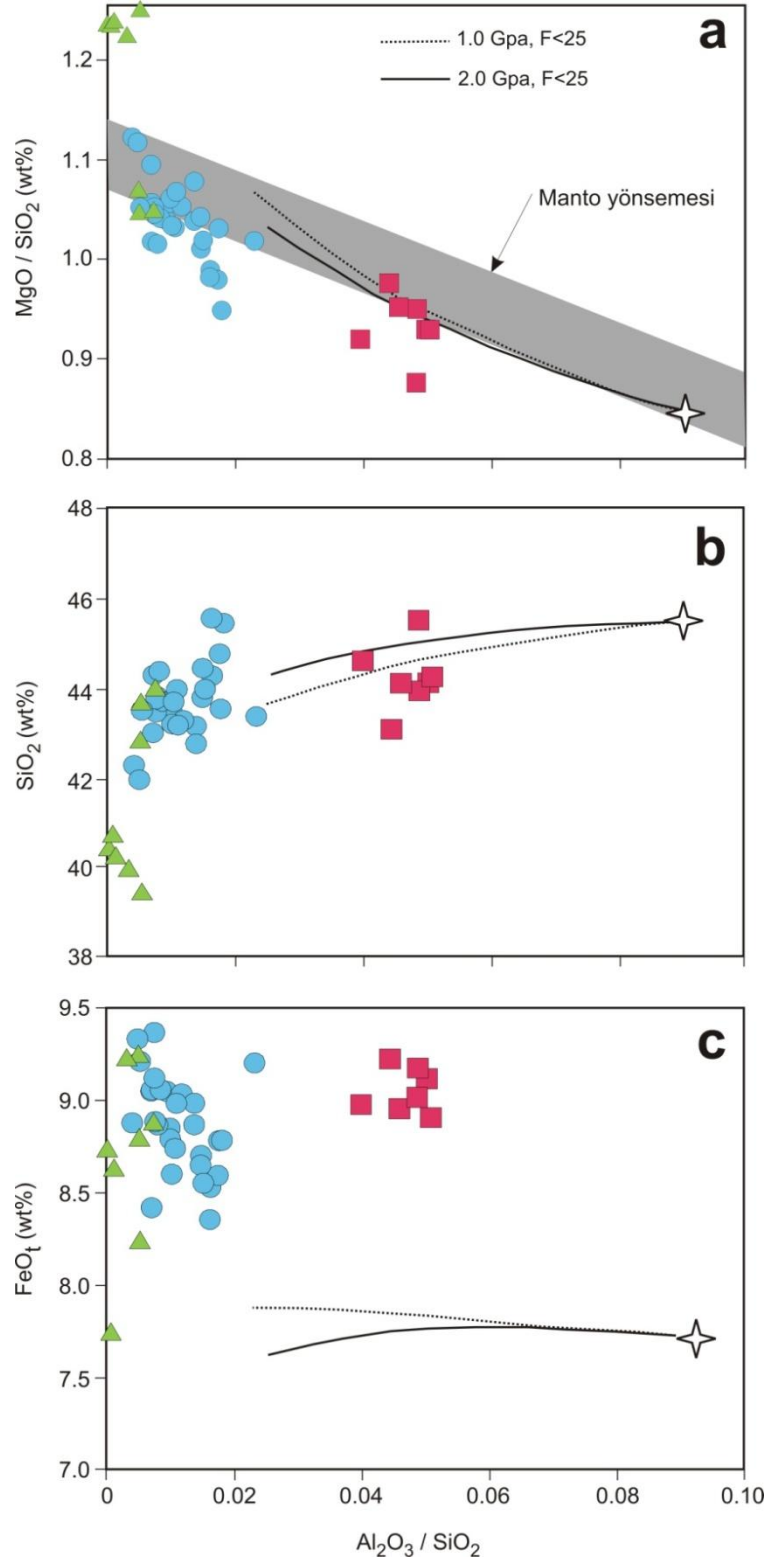 a
1.0 Gpa, F<25
2.0 Gpa, F<25
Manto yönsemesi
MgO / SiO₂ (wt%)
1.2
1.1
1.0
0.9
0.8
b
SiO₂ (wt%)
48
46
44
42
40
38
c
FeOₜ (wt%)
9.5
9.0
8.5
8.0
7.5
7.0
0 0.02 0.04 0.06 0.08 0.10
Al₂O₃ / SiO₂